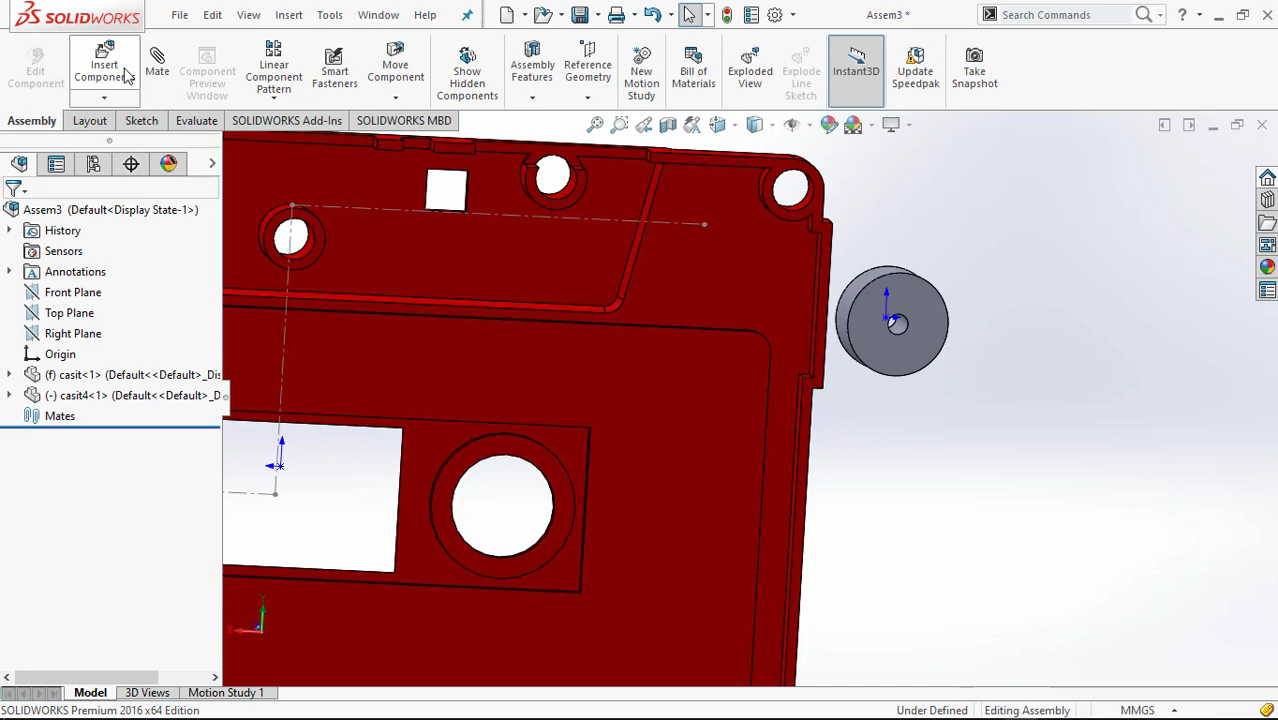 SOLIDWORKS
File Edit View Insert Tools Window Help
Assem3 *
Search Commands
?
Edit Component
Insert Components
Mate
Component Preview Window
Linear Component Pattern
Smart Fasteners
Move Component
Show Hidden Components
Assembly Features
Reference Geometry
New Motion Study
Bill of Materials
Exploded View
Explode Line Sketch
Instant3D
Update Speedpak
Take Snapshot
Assembly Layout Sketch Evaluate SOLIDWORKS Add-Ins SOLIDWORKS MBD
Assem3 (Default<Display State-1>)
History
Sensors
Annotations
Front Plane
Top Plane
Right Plane
Origin
(f) casit<1> (Default<<Default>_Dis
(-) casit4<1> (Default<<Default>_D
Mates
Y
X
Model 3D Views Motion Study 1
SOLIDWORKS Premium 2016 x64 Edition
Under Defined Editing Assembly MMGS